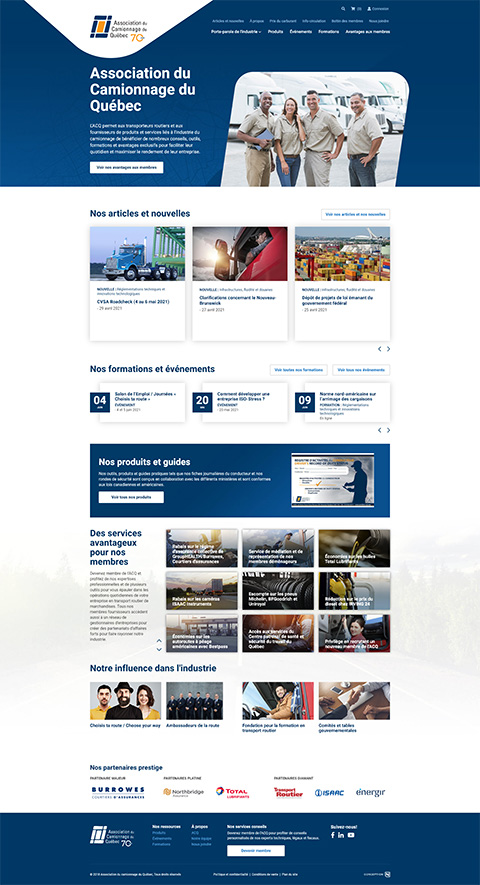 Association du
Camionnage du
Québec 70
EN
Connexion
Articles et nouvelles
À propos
Prix du carburant
Info circulation
Bottin des membres
Nous joindre
Porte-parole de l'industrie
Produits
Événements
Formations
Avantages aux membres
Association du
Camionnage du
Québec
L'ACQ permet aux transporteurs routiers et aux
fournisseurs de produits et services liés à l'industrie du
camionnage de bénéficier de nombreux conseils, outils,
formations et avantages exclusifs pour faciliter leur
quotidien et maximiser le rendement de leur entreprise.
Voir nos avantages aux membres
Nos articles et nouvelles
Voir nos articles et nos nouvelles
NOUVELLE | Réglementations techniques et
innovations technologiques
CVSA Roadcheck (4 au 6 mai 2021)
- 29 avril 2021
NOUVELLE | Infrastructures, fluidité et douanes
Clarifications concernant le Nouveau-
Brunswick
- 27 avril 2021
NOUVELLE | Infrastructures, fluidité et douanes
Dépôt de projets de loi émanant du
gouvernement fédéral
- 25 avril 2021
Nos formations et événements
Voir toutes nos formations
Voir tous nos événements
04
JUIN
Salon de l'Emploi / Journées «
Choisis ta route »
ÉVÉNEMENT
- 4 et 5 juin 2021
20
MAI
Comment développer une
entreprise ISO-Stress ?
ÉVÉNEMENT
- 20 mai 2021
09
JUIN
Norme nord-américaine sur
l'arrimage des cargaisons
FORMATION | Réglementations
techniques et innovations
technologiques
En ligne
Nos produits et guides
Nos outils, produits et guides pratiques tels que nos fiches journalières du conducteur et nos
rondes de sécurité sont conçus en collaboration avec les différents ministères et sont conformes
aux lois canadiennes et américaines.
Voir tous nos produits
Des services
avantageux
pour nos
membres
Devenez membre de l'ACQ et
profitez de nos expertises
professionnelles et de plusieurs
outils pour vous épauler dans les
opérations quotidiennes de votre
entreprise en transport routier de
marchandises. Tous nos
membres fournisseurs accèdent
aussi à un réseau de
gestionnaires d'entreprises pour
créer des partenariats d'affaires
forts pour faire rayonner notre
industrie.
Rabais sur le régime
d'assurance collective de
GroupHEALTH Burrowes,
Courtiers d'assurances
Service de médiation et de
représentation de nos
membres déménageurs
Économies sur les huiles
Total Lubrifiants
Rabais sur les caméras
ISAAC Instruments
Escompte sur les pneus
Michelin, BFGoodrich et
Uniroyal
Réduction sur le prix du
diesel chez IRVING 24
Économies sur les
autoroutes à péage
américaines avec Bestpass
Accès aux services du
Centre patronal de santé et
sécurité du travail du
Québec
Privilège en recrutant un
nouveau membre de l'ACQ
Notre influence dans l'industrie
Choisis ta route / Choose your way
Ambassadeurs de la route
Fondation pour la formation en
transport routier
Comités et tables
gouvernementales
Nos partenaires prestige
PARTENAIRE MAJEUR
PARTENAIRES PLATINE
PARTENAIRES DIAMANT
BURROWES
COURTIERS D'ASSURANCES
Northbridge
Assurance
TOTAL
LUBRIFIANTS
Transport
Routier
ISAAC
énergir
Association du
Camionnage du
Québec
70
Nos ressources
Produits
Événements
Formations
À propos
ACQ
Notre équipe
Nous joindre
Nos services conseils
Devenez membre de l'ACQ pour profiter de conseils
personnalisés de nos experts techniques, légaux et fiscaux.
Devenir membre
Suivez-nous!
© 2018 Association du camionnage du Québec, Tous droits réservés
Politique et confidentialité | Conditions de vente | Plan du site